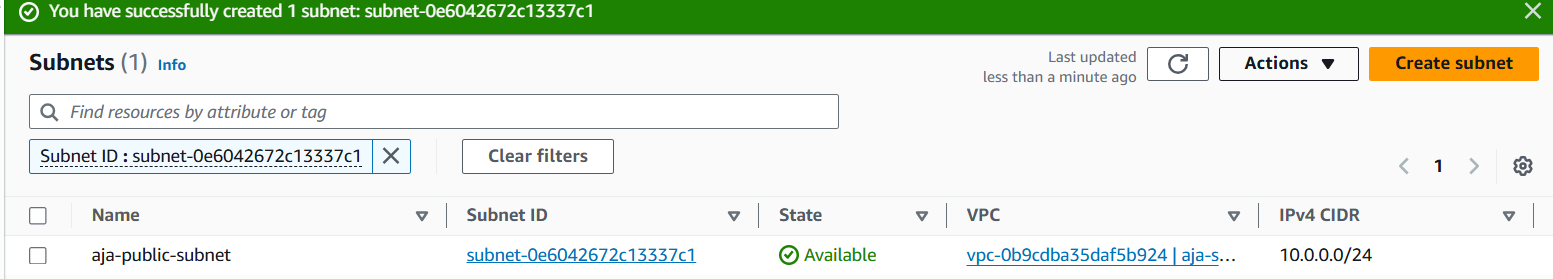 You have successfully created 1 subnet: subnet-0e6042672c13337c1
Subnets (1) Info
Last updated
less than a minute ago
Actions
Create subnet
Find resources by attribute or tag
Subnet ID : subnet-0e6042672c13337c1
Clear filters
1
Name Subnet ID State VPC IPv4 CIDR
aja-public-subnet subnet-0e6042672c13337c1 Available vpc-0b9cdba35daf5b924 | aja-s... 10.0.0.0/24